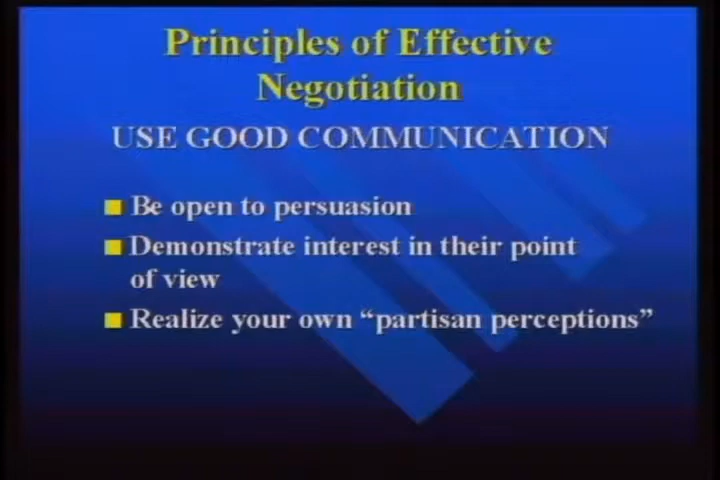 Principles of Effective
Negotiation
USE GOOD COMMUNICATION
Be open to persuasion
Demonstrate interest in their point
of view
Realize your own “partisan perceptions”